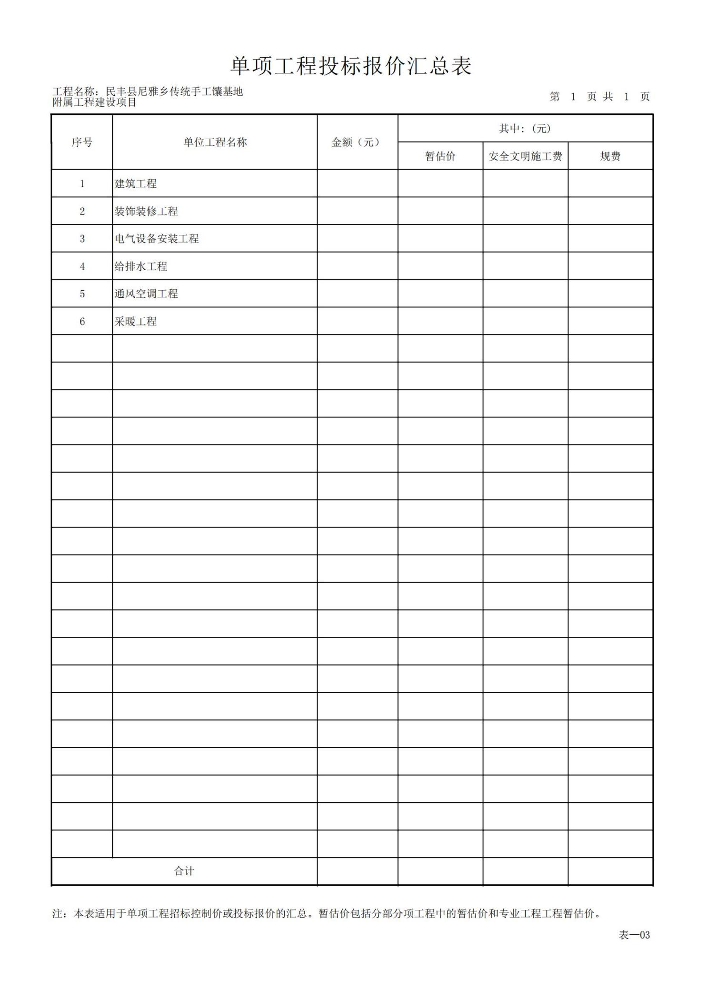 单项工程投标报价汇总表
工程名称：民丰县尼雅乡传统手工馕基地
附属工程建设项目
第 1 页 共 1 页
序号 单位工程名称 金额（元） 其中:（元）
暂估价 安全文明施工费 规费
1 建筑工程
2 装饰装修工程
3 电气设备安装工程
4 给排水工程
5 通风空调工程
6 采暖工程
合计
注：本表适用于单项工程招标控制价或投标报价的汇总。暂估价包括分部分项工程中的暂估价和专业工程工程暂估价。
表—03